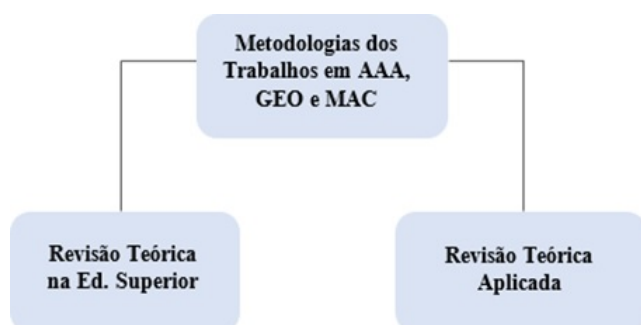 Metodologias dos
Trabalhos em AAA,
GEO e MAC
Revisão Teórica
na Ed. Superior
Revisão Teórica
Aplicada